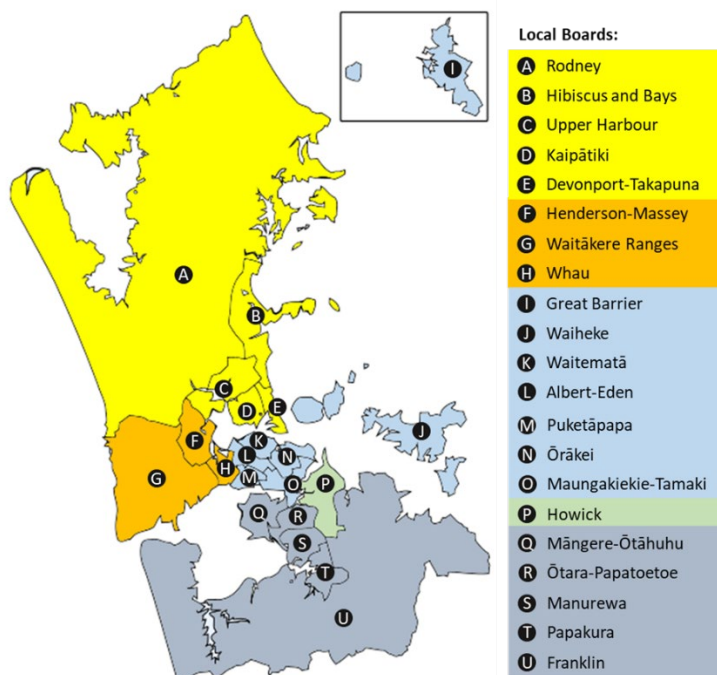 Local Boards:
A Rodney
B Hibiscus and Bays
C Upper Harbour
D Kaipātiki
E Devonport-Takapuna
F Henderson-Massey
G Waitākere Ranges
H Whau
I Great Barrier
J Waiheke
K Waitematā
L Albert-Eden
M Puketāpapa
N Ōrākei
O Maungakiekie-Tamaki
P Howick
Q Māngere-Ōtāhuhu
R Ōtara-Papatoetoe
S Manurewa
T Papakura
U Franklin
I
A
B
C
D
E
F
K
J
L
N
H
M
G
P
O
Q
R
S
T
U